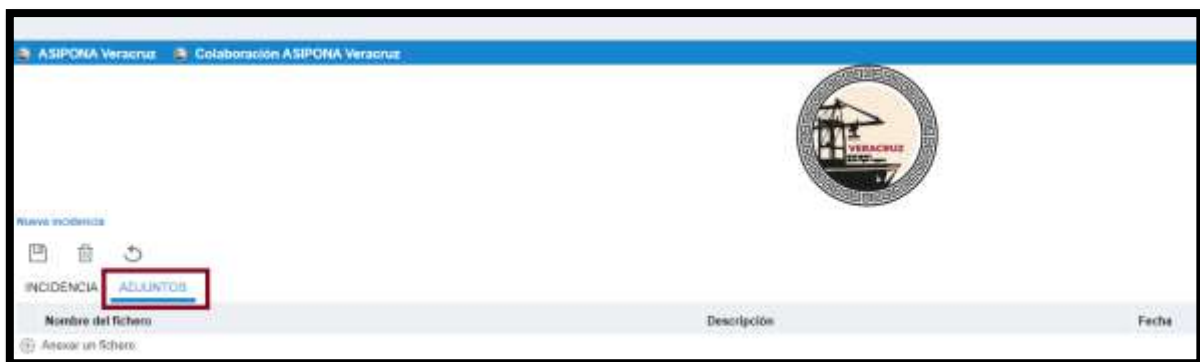 ASIPONA Veracruz Colaboración ASIPONA Veracruz
VERACRUZ
Nueva incidencia
INCIDENCIA ADJUNTOS
Nombre del fichero Descripción Fecha
Anexar un fichero